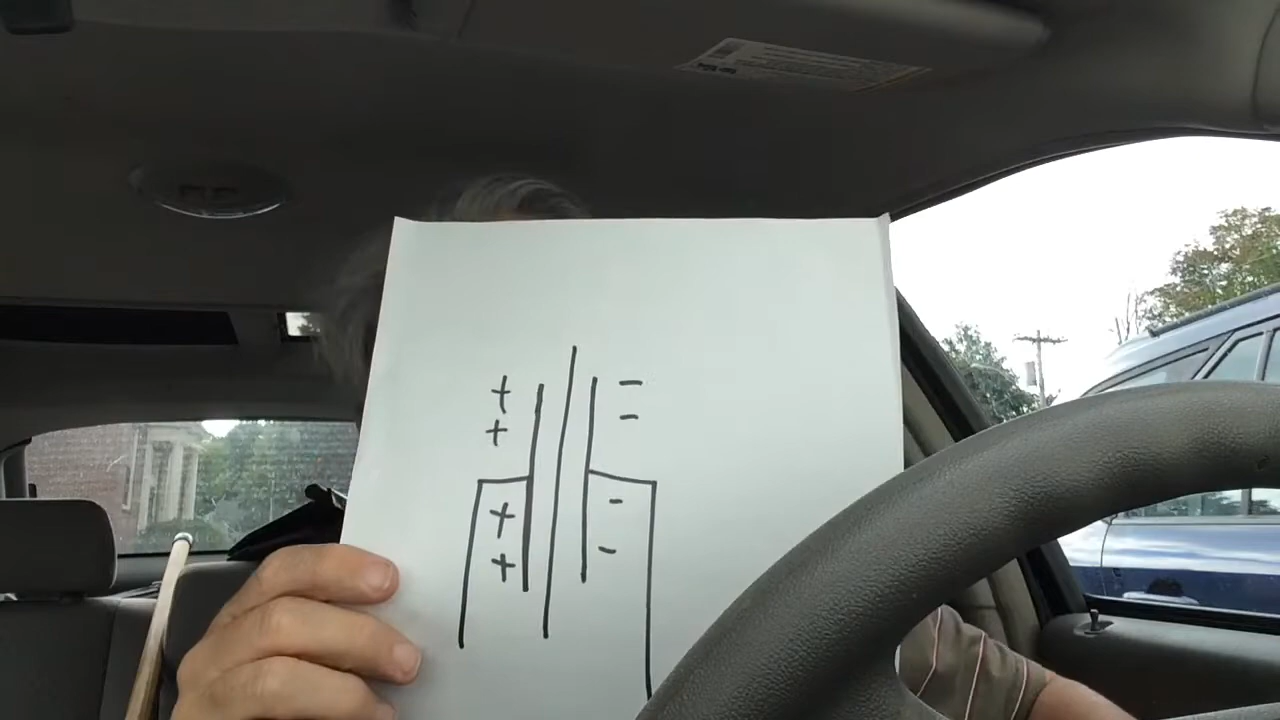 + -
+ -
+ -
+ -